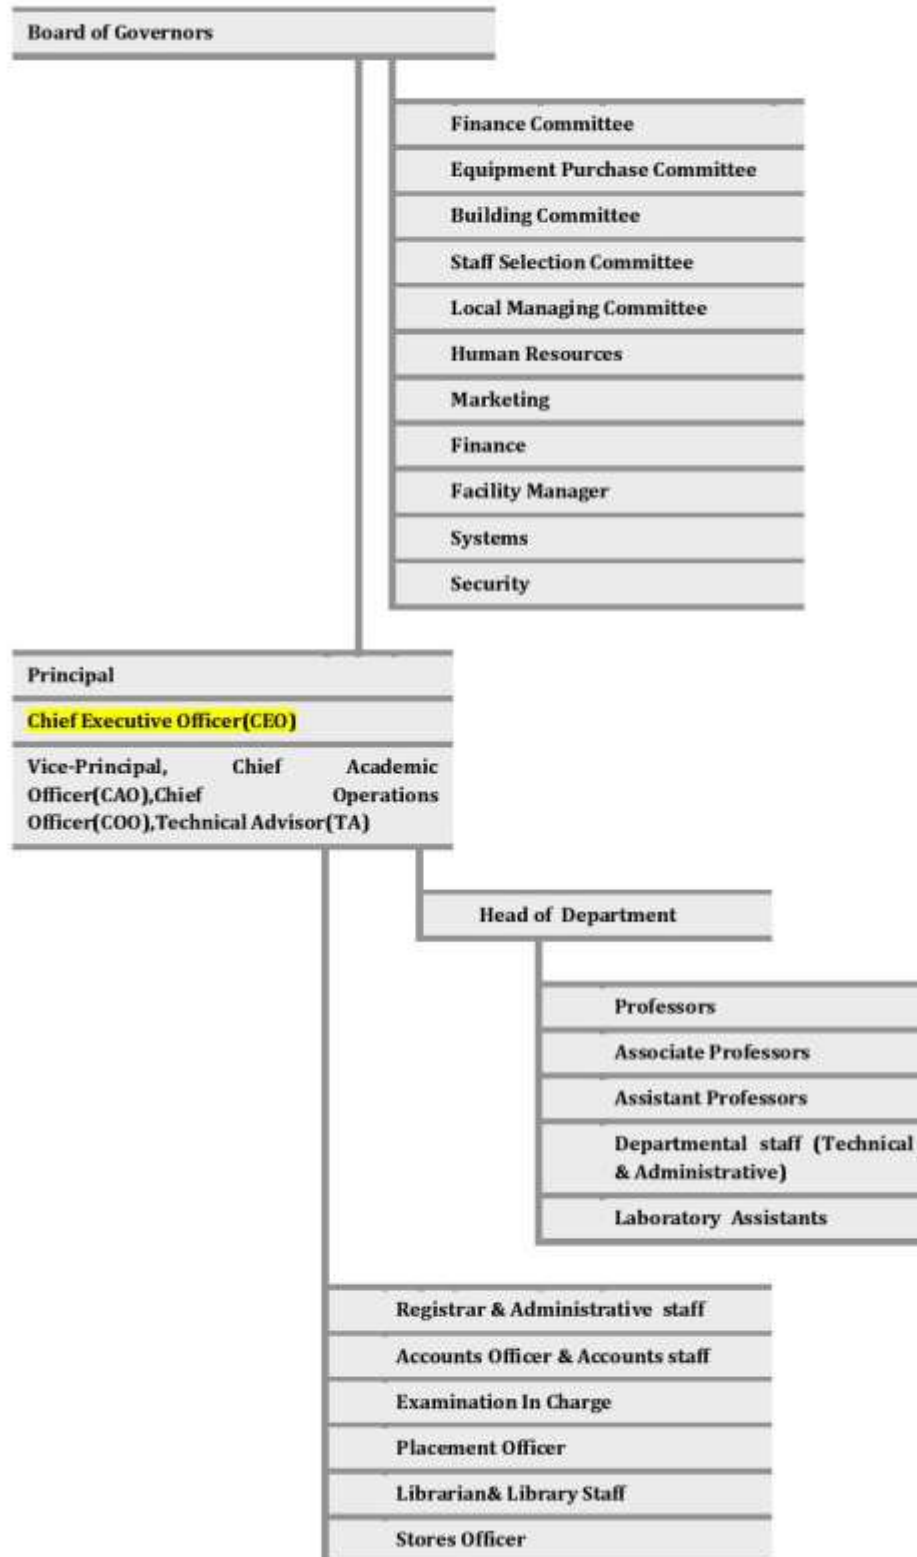 Board of Governors
Finance Committee
Equipment Purchase Committee
Building Committee
Staff Selection Committee
Local Managing Committee
Human Resources
Marketing
Finance
Facility Manager
Systems
Security
Principal
Chief Executive Officer(CEO)
Vice-Principal, Chief Academic
Officer(CAO),Chief Operations
Officer(COO),Technical Advisor(TA)
Head of Department
Professors
Associate Professors
Assistant Professors
Departmental staff (Technical
& Administrative)
Laboratory Assistants
Registrar & Administrative staff
Accounts Officer & Accounts staff
Examination In Charge
Placement Officer
Librarian& Library Staff
Stores Officer